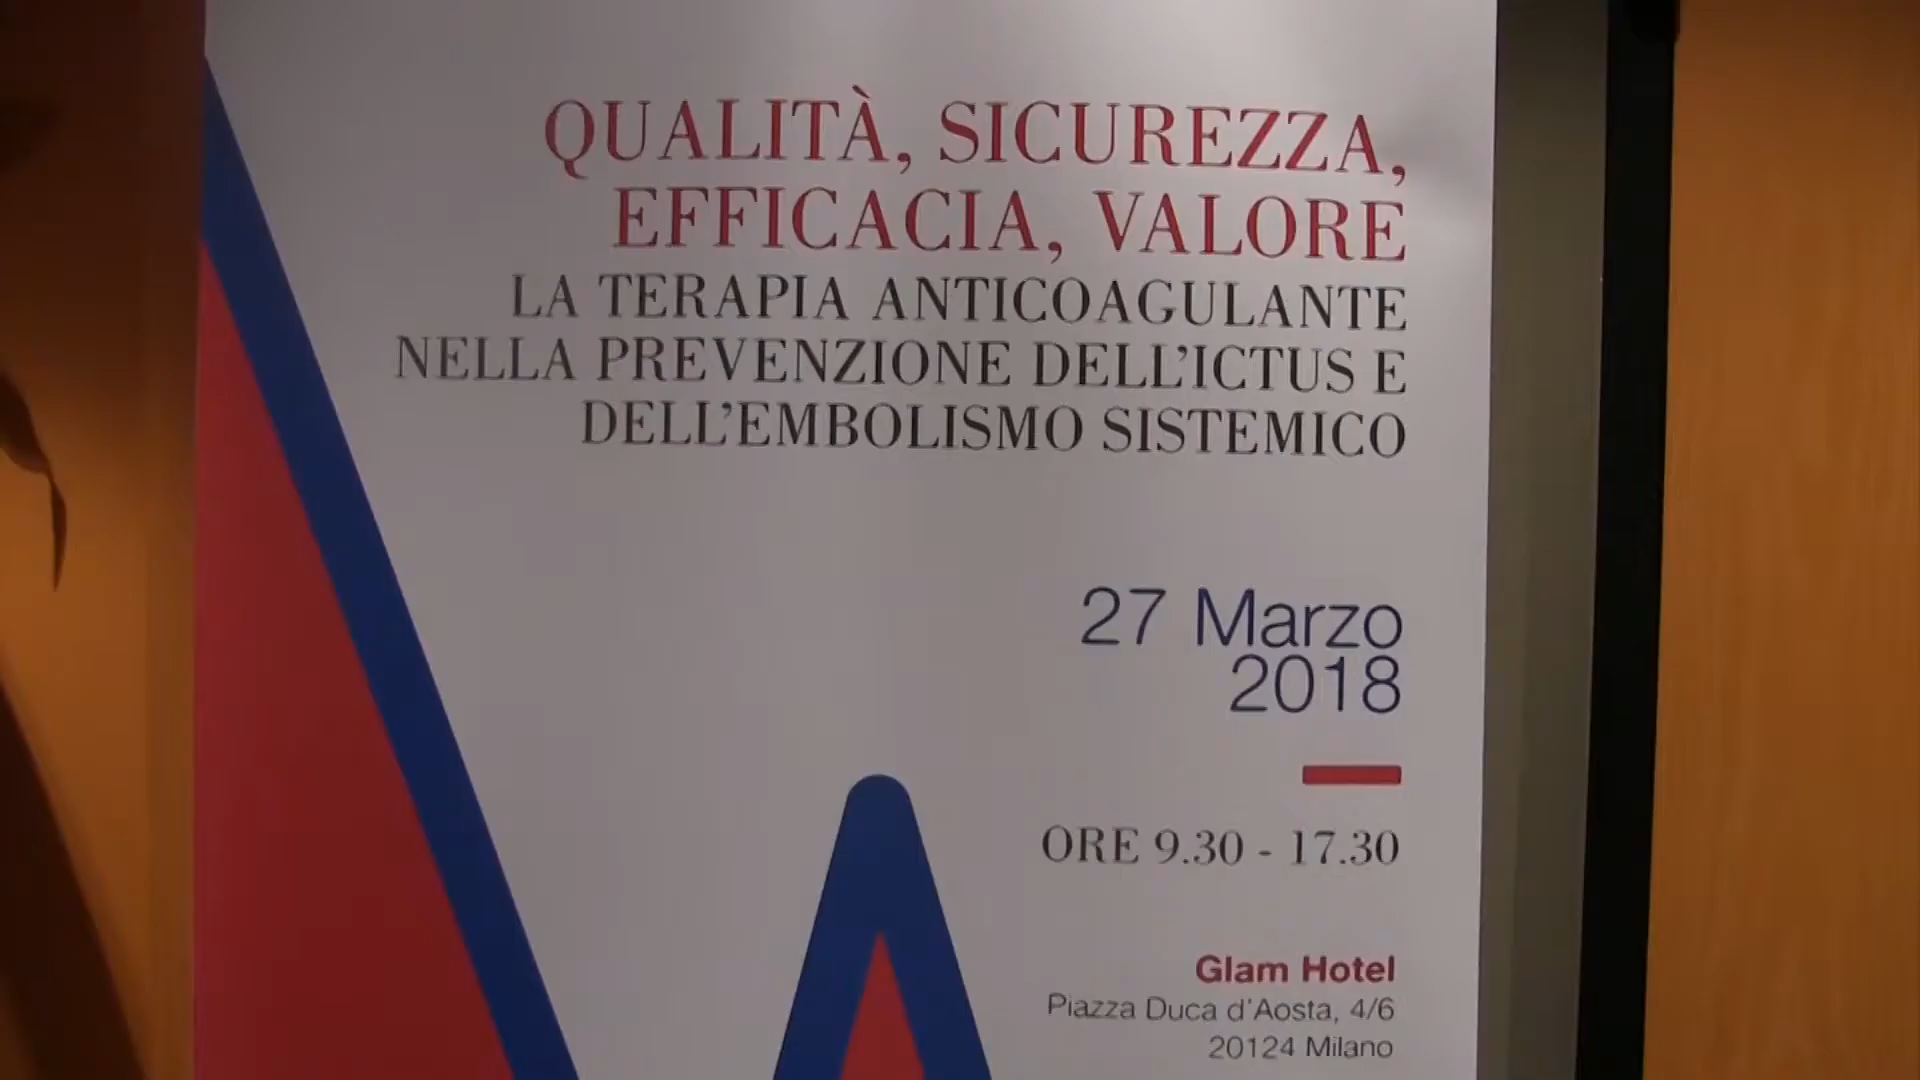 QUALITÀ, SICUREZZA,
EFFICACIA, VALORE
LA TERAPIA ANTICOAGULANTE
NELLA PREVENZIONE DELL'ICTUS E
DELL'EMBOLISMO SISTEMICO
27 Marzo
2018
ORE 9.30 - 17.30
Glam Hotel
Piazza Duca d'Aosta, 4/6
20124 Milano